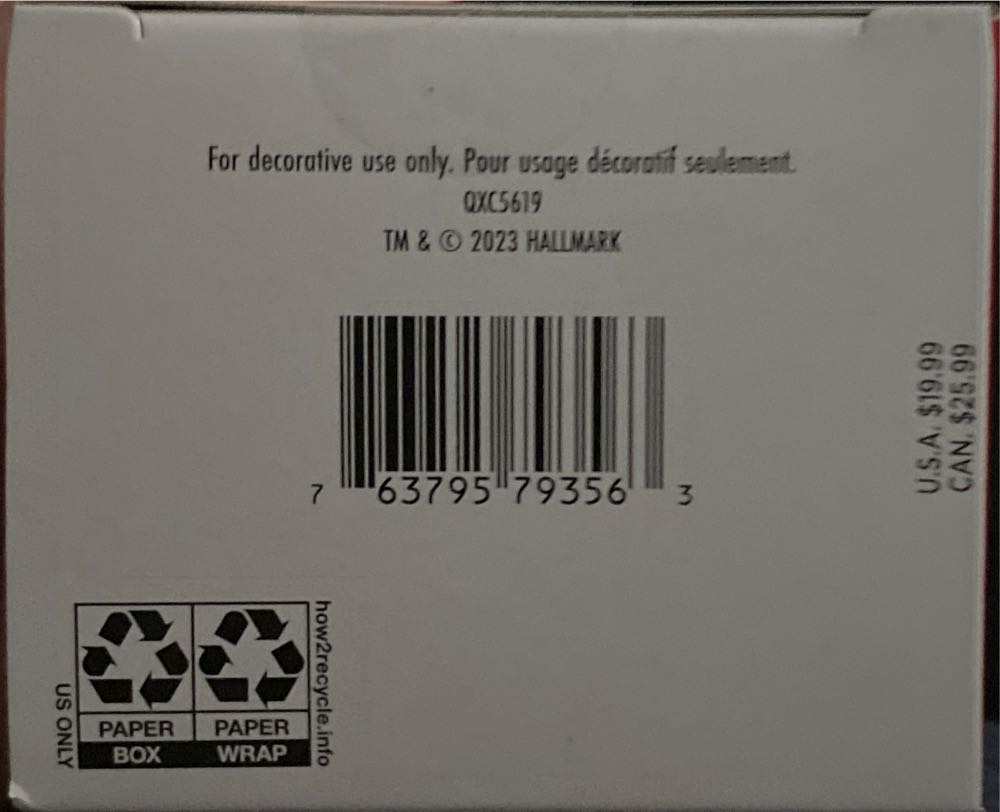 For decorative use only. Pour usage décoratif seulement.
QXC5619
TM & © 2023 HALLMARK
7 63795 79356 3
U.S.A. $19.99
CAN. $25.99
how2recycle.info
US ONLY
PAPER PAPER
BOX WRAP